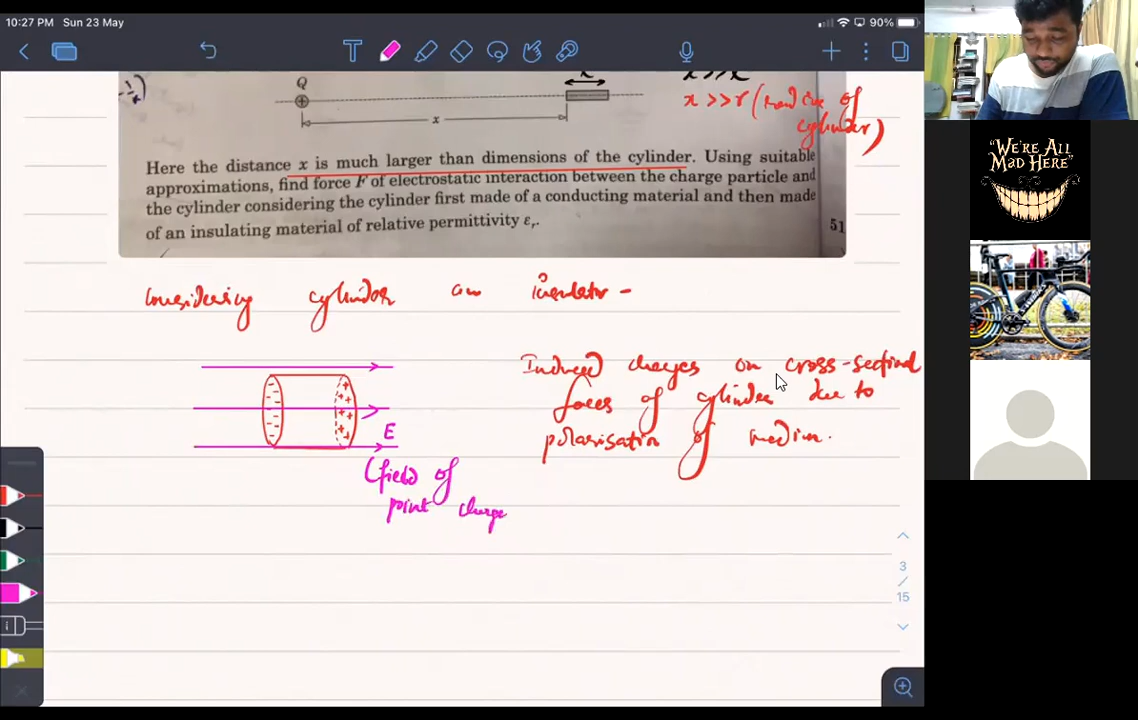 10:27 PM Sun 23 May
90%
Q
x
x >> r (radius of
cylinder)
Here the distance x is much larger than dimensions of the cylinder. Using suitable
approximations, find force F of electrostatic interaction between the charge particle and
the cylinder considering the cylinder first made of a conducting material and then made
of an insulating material of relative permittivity εr.
51
Considering cylinder as insulator -
Induced charges on cross-sectional
faces of cylinder due to
polarisation of medium.
E
(field of
point charge
3
/
15
"WE'RE ALL
MAD HERE"